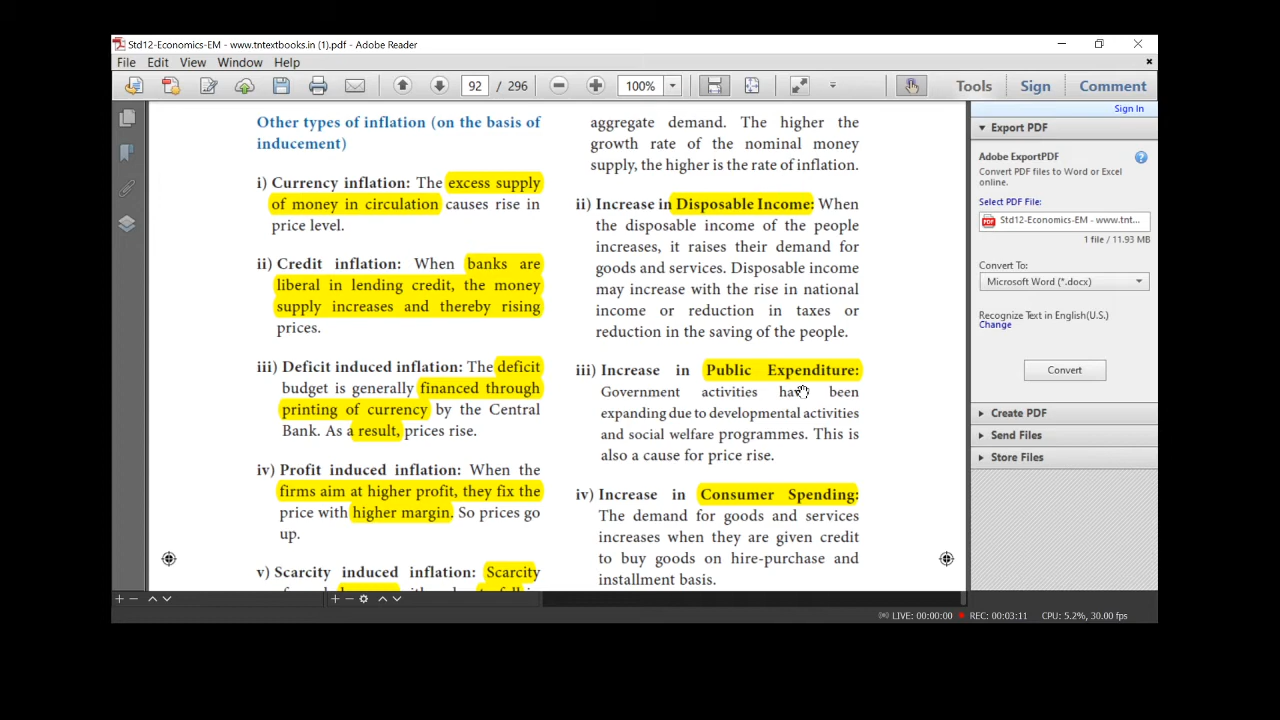 Std12-Economics-EM - www.tntextbooks.in (1).pdf - Adobe Reader
File Edit View Window Help
92 / 296 100% Tools Sign Comment
Other types of inflation (on the basis of
inducement)
i) Currency inflation: The excess supply
of money in circulation causes rise in
price level.
ii) Credit inflation: When banks are
liberal in lending credit, the money
supply increases and thereby rising
prices.
iii) Deficit induced inflation: The deficit
budget is generally financed through
printing of currency by the Central
Bank. As a result, prices rise.
iv) Profit induced inflation: When the
firms aim at higher profit, they fix the
price with higher margin. So prices go
up.
v) Scarcity induced inflation: Scarcity
aggregate demand. The higher the
growth rate of the nominal money
supply, the higher is the rate of inflation.
ii) Increase in Disposable Income: When
the disposable income of the people
increases, it raises their demand for
goods and services. Disposable income
may increase with the rise in national
income or reduction in taxes or
reduction in the saving of the people.
iii) Increase in Public Expenditure:
Government activities have been
expanding due to developmental activities
and social welfare programmes. This is
also a cause for price rise.
iv) Increase in Consumer Spending:
The demand for goods and services
increases when they are given credit
to buy goods on hire-purchase and
installment basis.
Sign In
Export PDF
Adobe ExportPDF
Convert PDF files to Word or Excel
online.
Select PDF File:
Std12-Economics-EM - www.tnt...
1 file / 11.93 MB
Convert To:
Microsoft Word (*.docx)
Recognize Text in English(U.S.)
Change
Convert
Create PDF
Send Files
Store Files
LIVE: 00:00:00 REC: 00:03:11 CPU: 5.2%, 30.00 fps